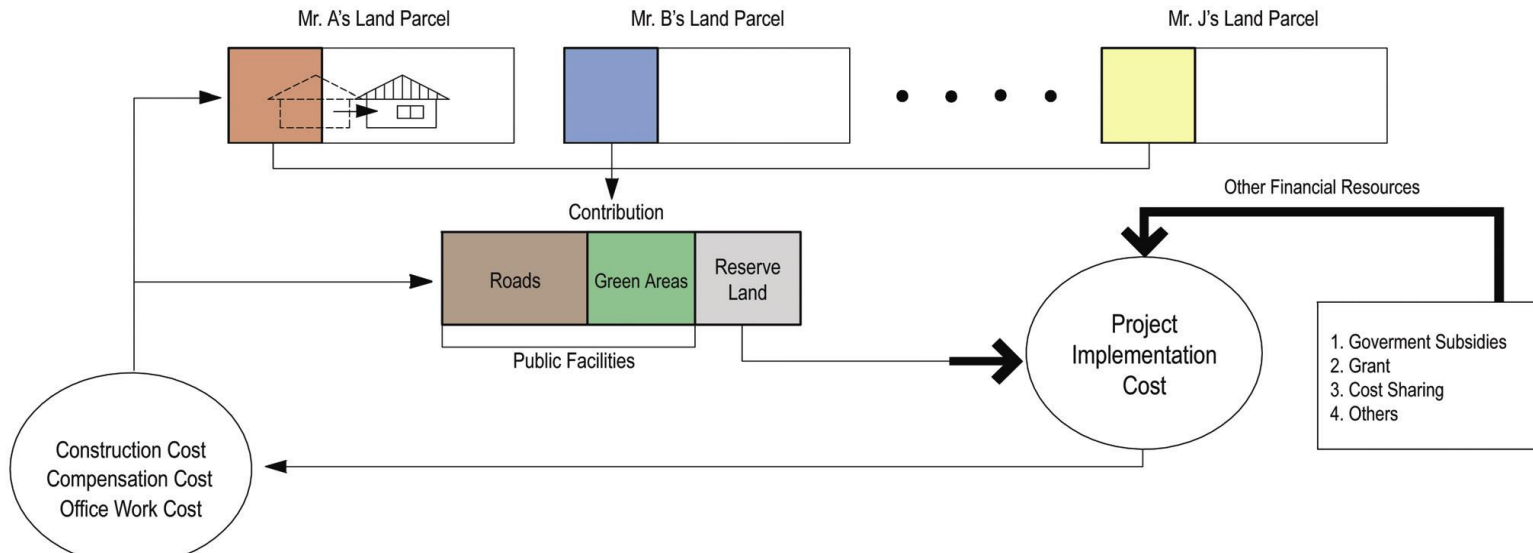 Mr. A's Land Parcel
Mr. B's Land Parcel
Mr. J's Land Parcel
Other Financial Resources
Contribution
Roads
Green Areas
Reserve
Land
Public Facilities
Project
Implementation
Cost
1. Goverment Subsidies
2. Grant
3. Cost Sharing
4. Others
Construction Cost
Compensation Cost
Office Work Cost